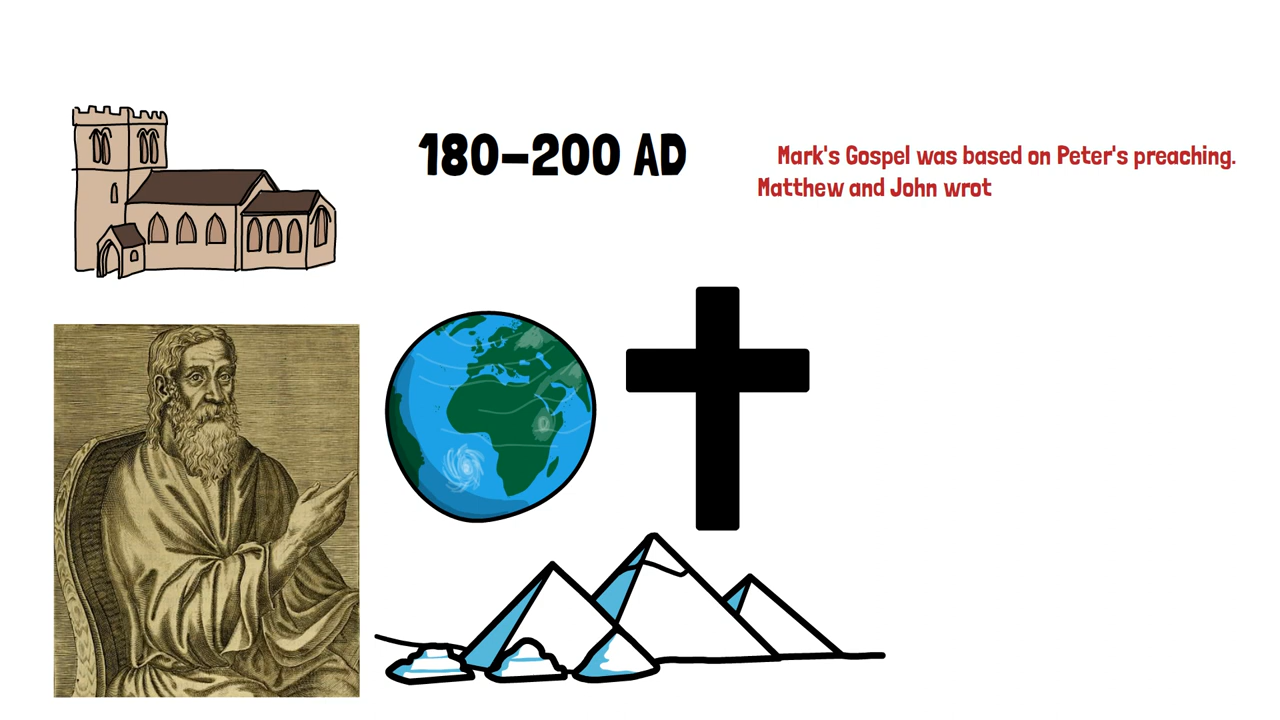 180–200 AD
Mark's Gospel was based on Peter's preaching.
Matthew and John wrot